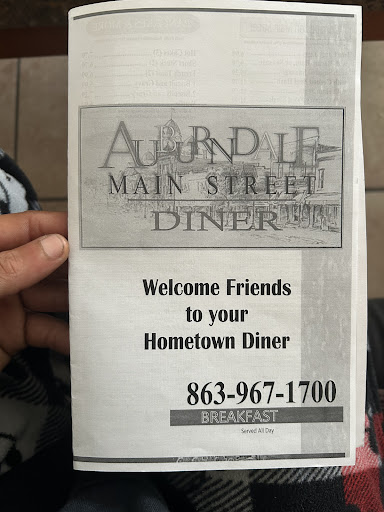 AUBURNDALE
MAIN STREET
DINER
Welcome Friends
to your
Hometown Diner
863-967-1700
BREAKFAST
Served All Day